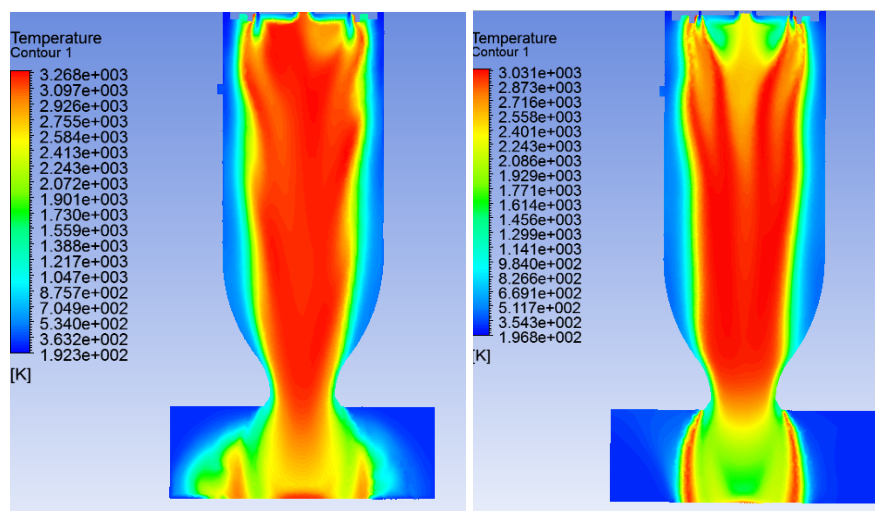 Temperature
Contour 1
3.268e+003
3.097e+003
2.926e+003
2.755e+003
2.584e+003
2.413e+003
2.243e+003
2.072e+003
1.901e+003
1.730e+003
1.559e+003
1.388e+003
1.217e+003
1.047e+003
8.757e+002
7.049e+002
5.340e+002
3.632e+002
1.923e+002
[K]
Temperature
Contour 1
3.031e+003
2.873e+003
2.716e+003
2.558e+003
2.401e+003
2.243e+003
2.086e+003
1.929e+003
1.771e+003
1.614e+003
1.456e+003
1.299e+003
1.141e+003
9.840e+002
8.266e+002
6.691e+002
5.117e+002
3.543e+002
1.968e+002
[K]